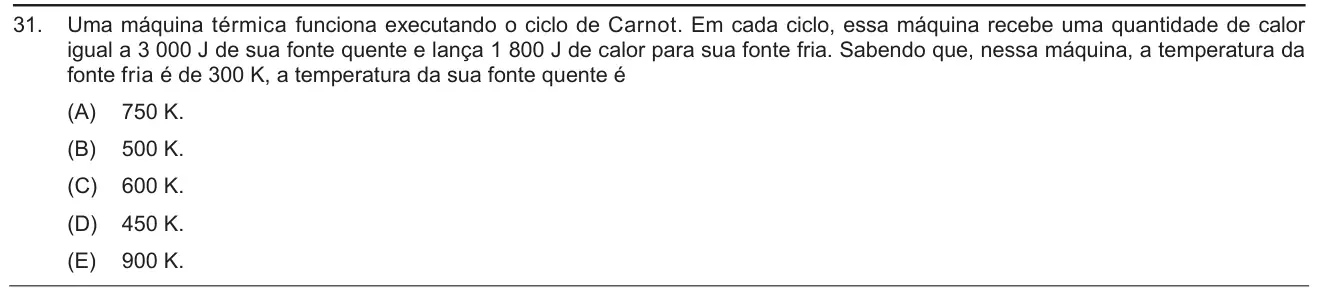 31. Uma máquina térmica funciona executando o ciclo de Carnot. Em cada ciclo, essa máquina recebe uma quantidade de calor
igual a 3 000 J de sua fonte quente e lança 1 800 J de calor para sua fonte fria. Sabendo que, nessa máquina, a temperatura da
fonte fria é de 300 K, a temperatura da sua fonte quente é
(A) 750 K.
(B) 500 K.
(C) 600 K.
(D) 450 K.
(E) 900 K.